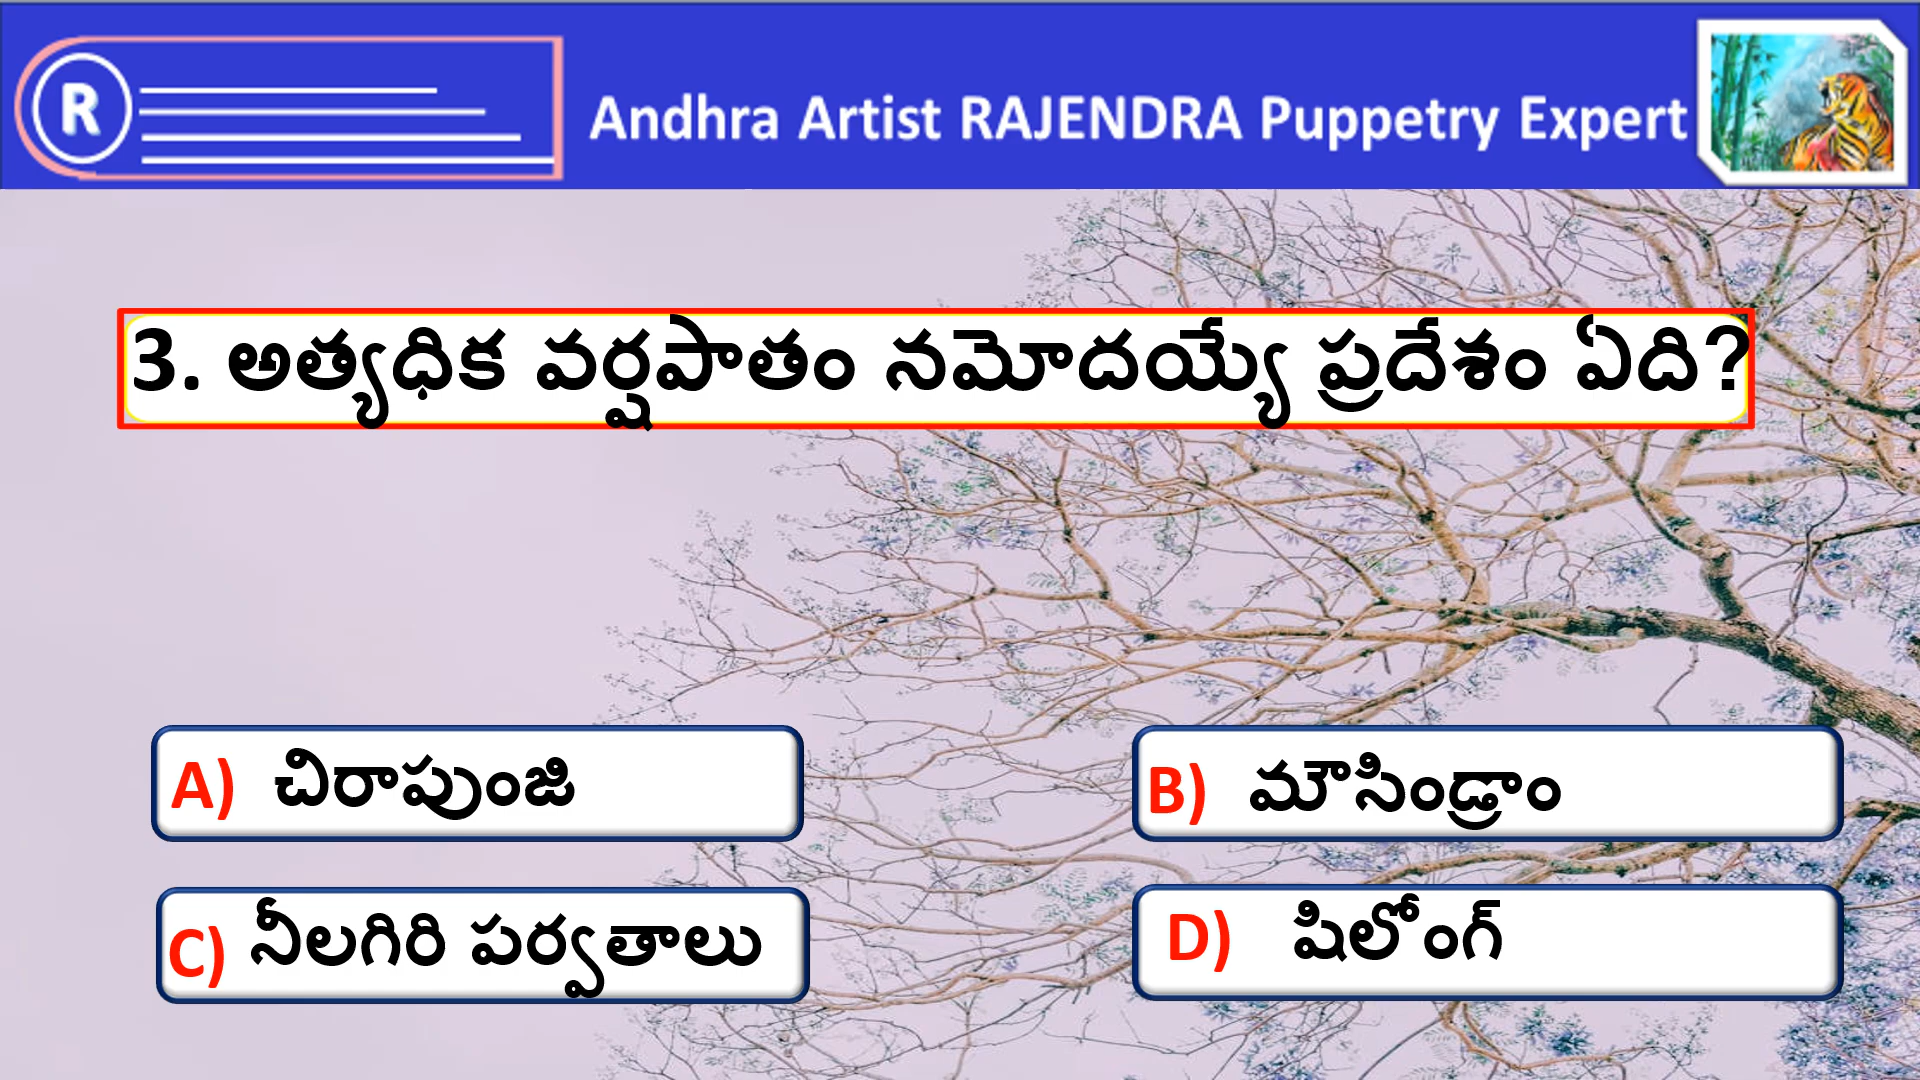 R
Andhra Artist RAJENDRA Puppetry Expert
3. అత్యధిక వర్షపాతం నమోదయ్యే ప్రదేశం ఏది?
A) చిరాపుంజి
B) మౌసిండ్రాం
C) నీలగిరి పర్వతాలు
D) షిలోంగ్